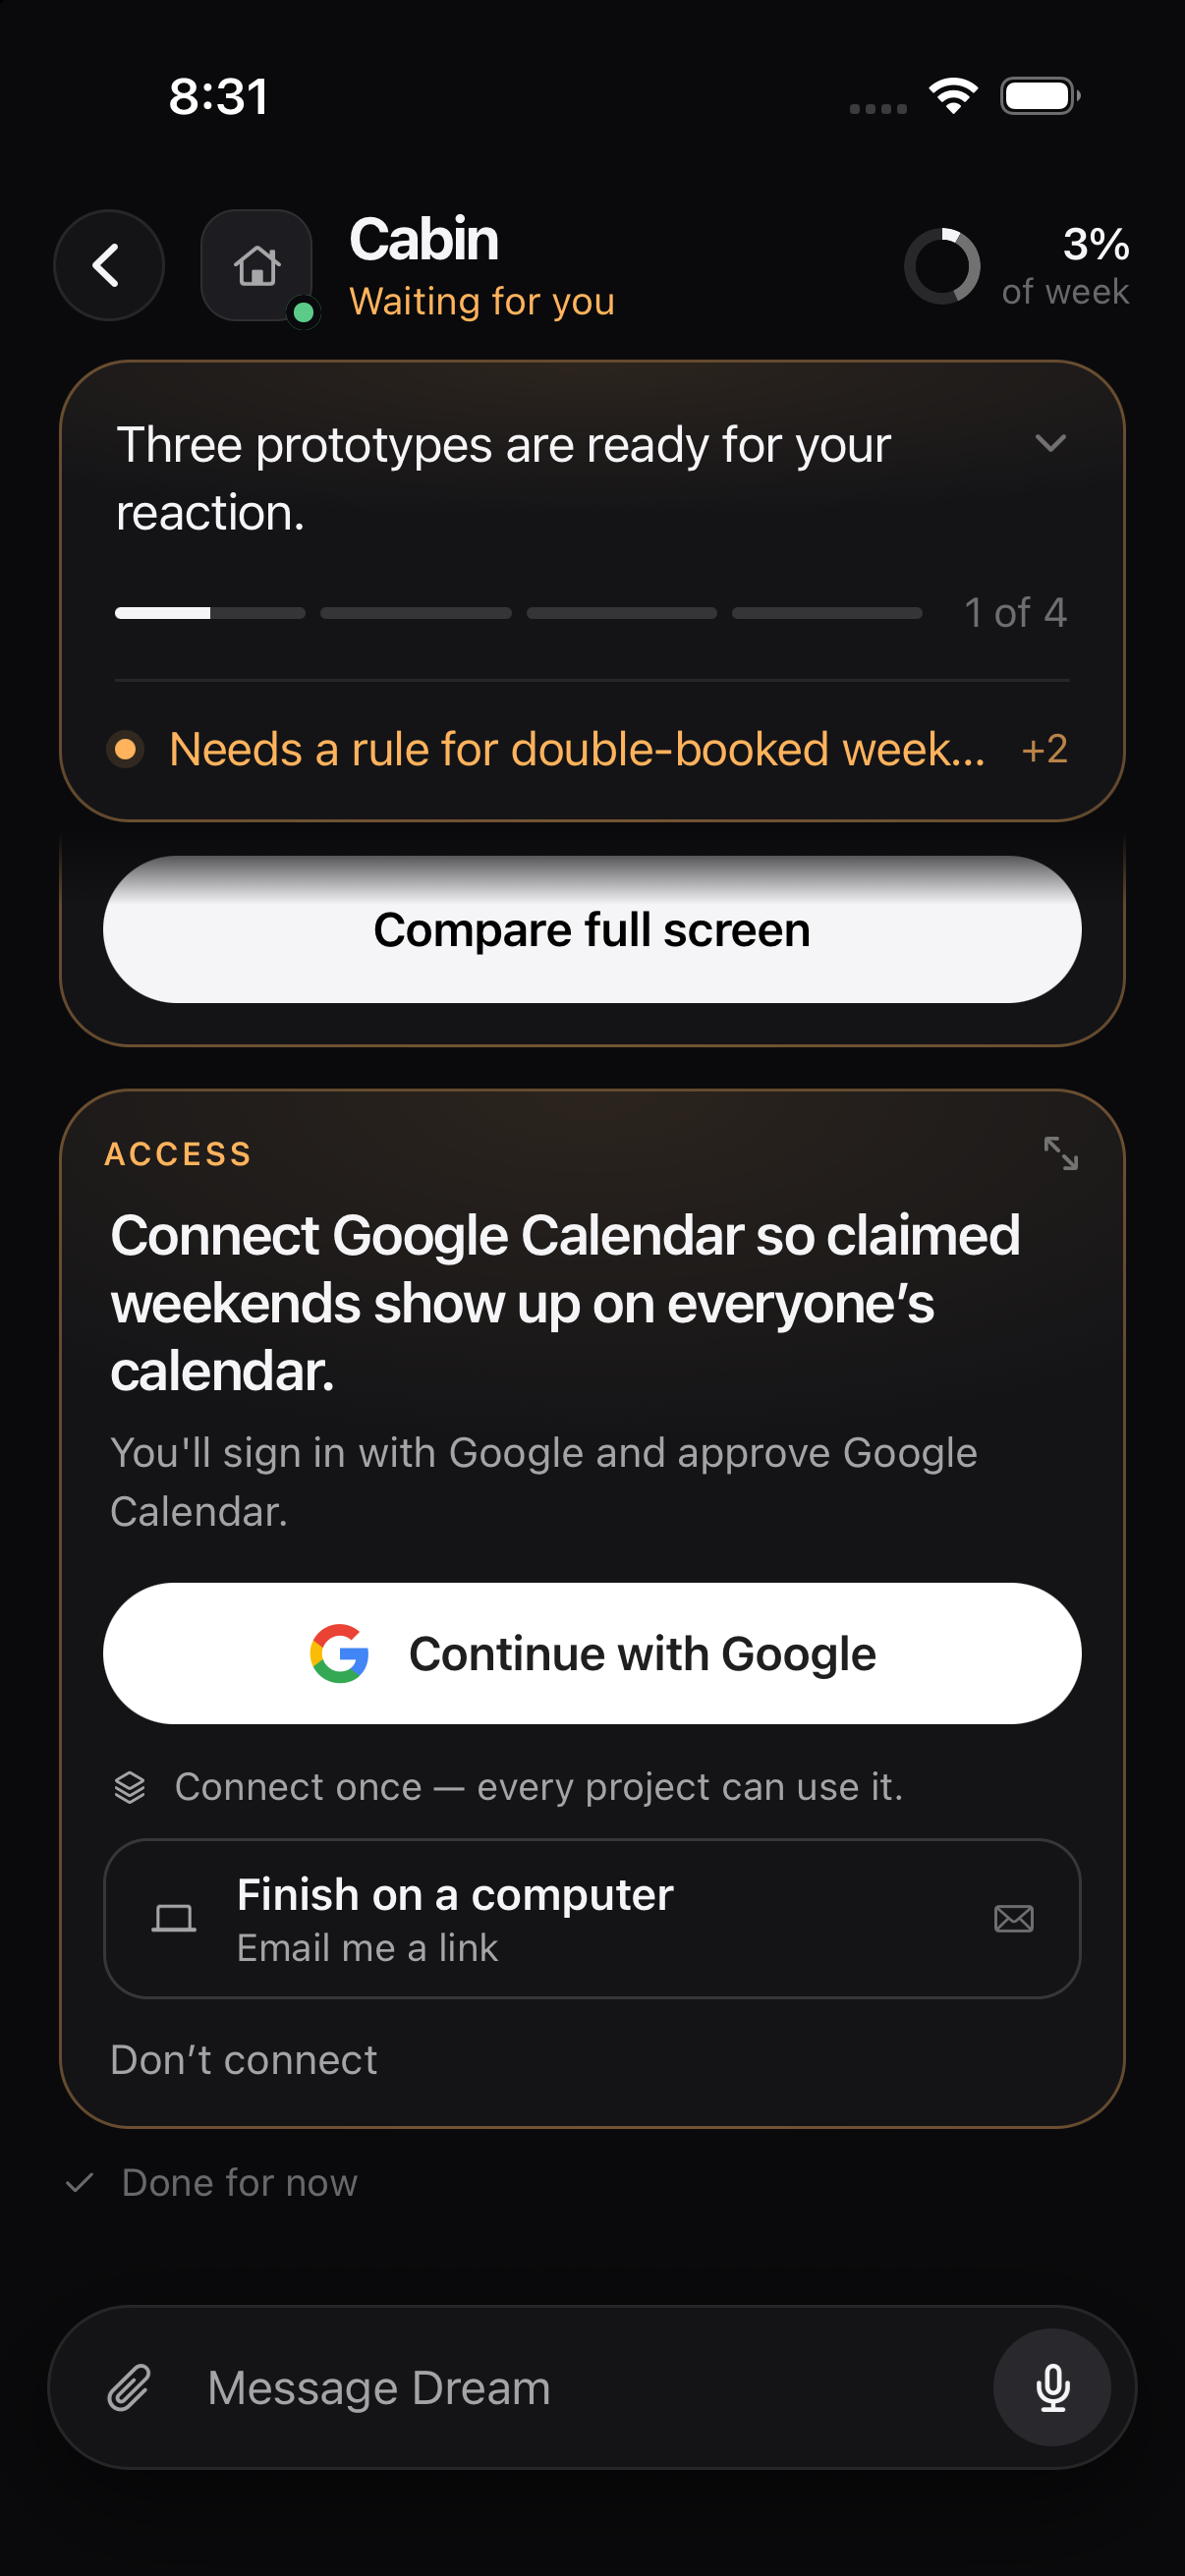 8:31
Cabin
Waiting for you
3%
of week
Three prototypes are ready for your
reaction.
1 of 4
Needs a rule for double-booked week...
+2
Compare full screen
ACCESS
Connect Google Calendar so claimed
weekends show up on everyone’s
calendar.
You'll sign in with Google and approve Google
Calendar.
Continue with Google
Connect once — every project can use it.
Finish on a computer
Email me a link
Don’t connect
Done for now
Message Dream